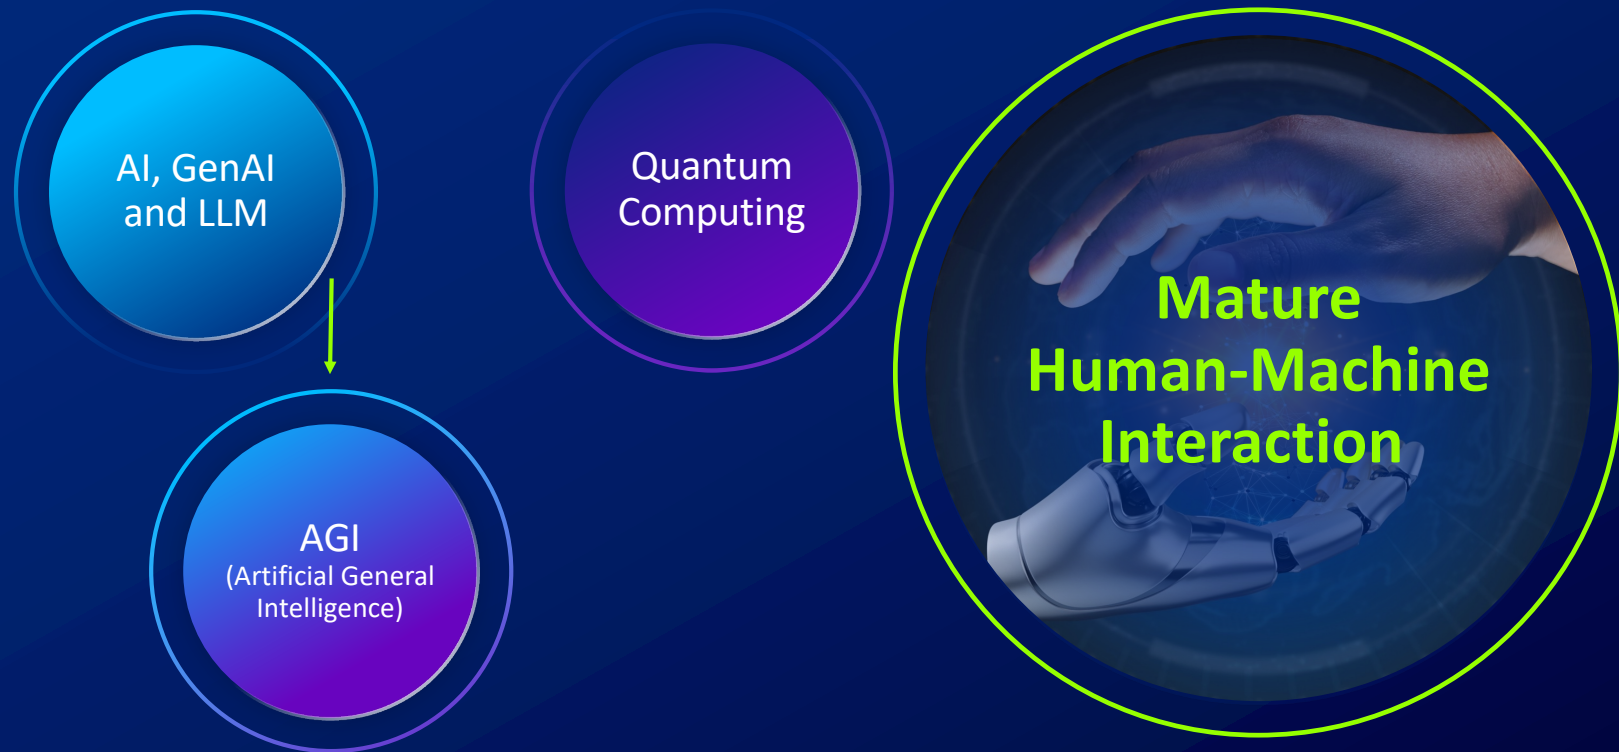 AI, GenAI
and LLM
Quantum
Computing
Mature
Human-Machine
Interaction
AGI
(Artificial General
Intelligence)